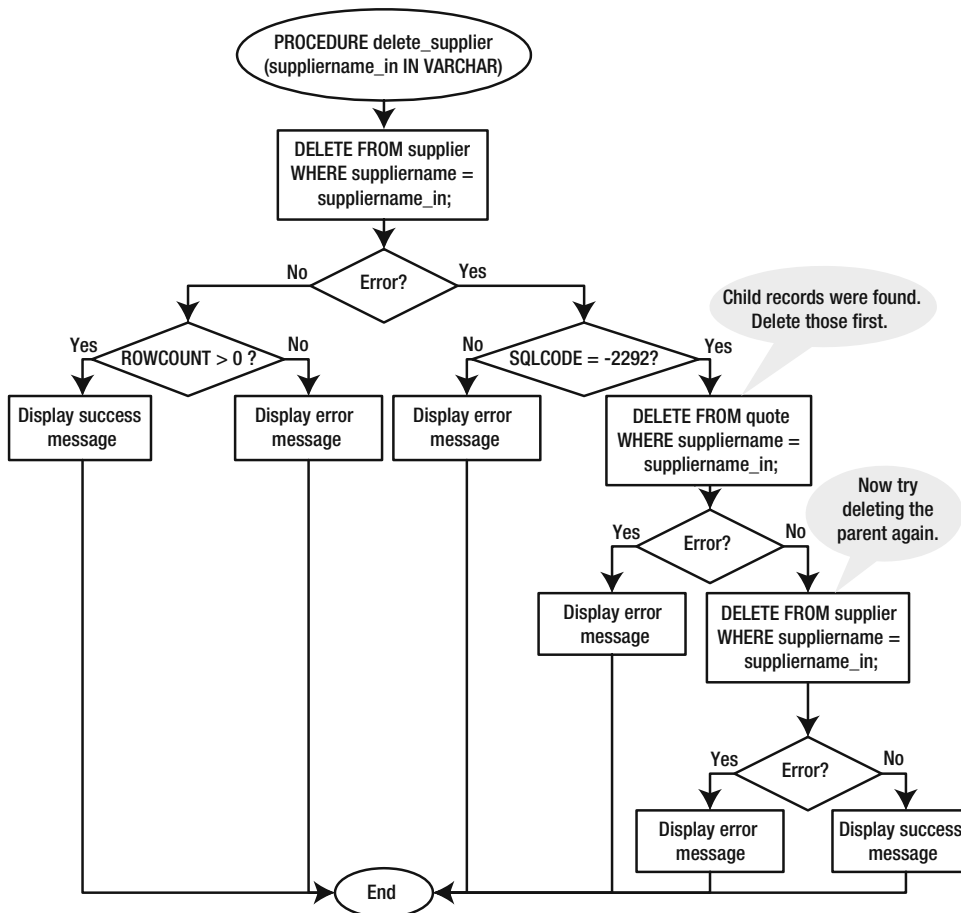 PROCEDURE delete_supplier
(suppliername_in IN VARCHAR)
DELETE FROM supplier
WHERE suppliername =
suppliername_in;
No
Error?
Yes
Child records were found.
Delete those first.
Yes
ROWCOUNT > 0 ?
No
No
SQLCODE = -2292?
Yes
Display success
message
Display error
message
Display error
message
DELETE FROM quote
WHERE suppliername =
suppliername_in;
Now try
deleting the
parent again.
Yes
Error?
No
Display error
message
DELETE FROM supplier
WHERE suppliername =
suppliername_in;
Yes
Error?
No
Display error
message
Display success
message
End